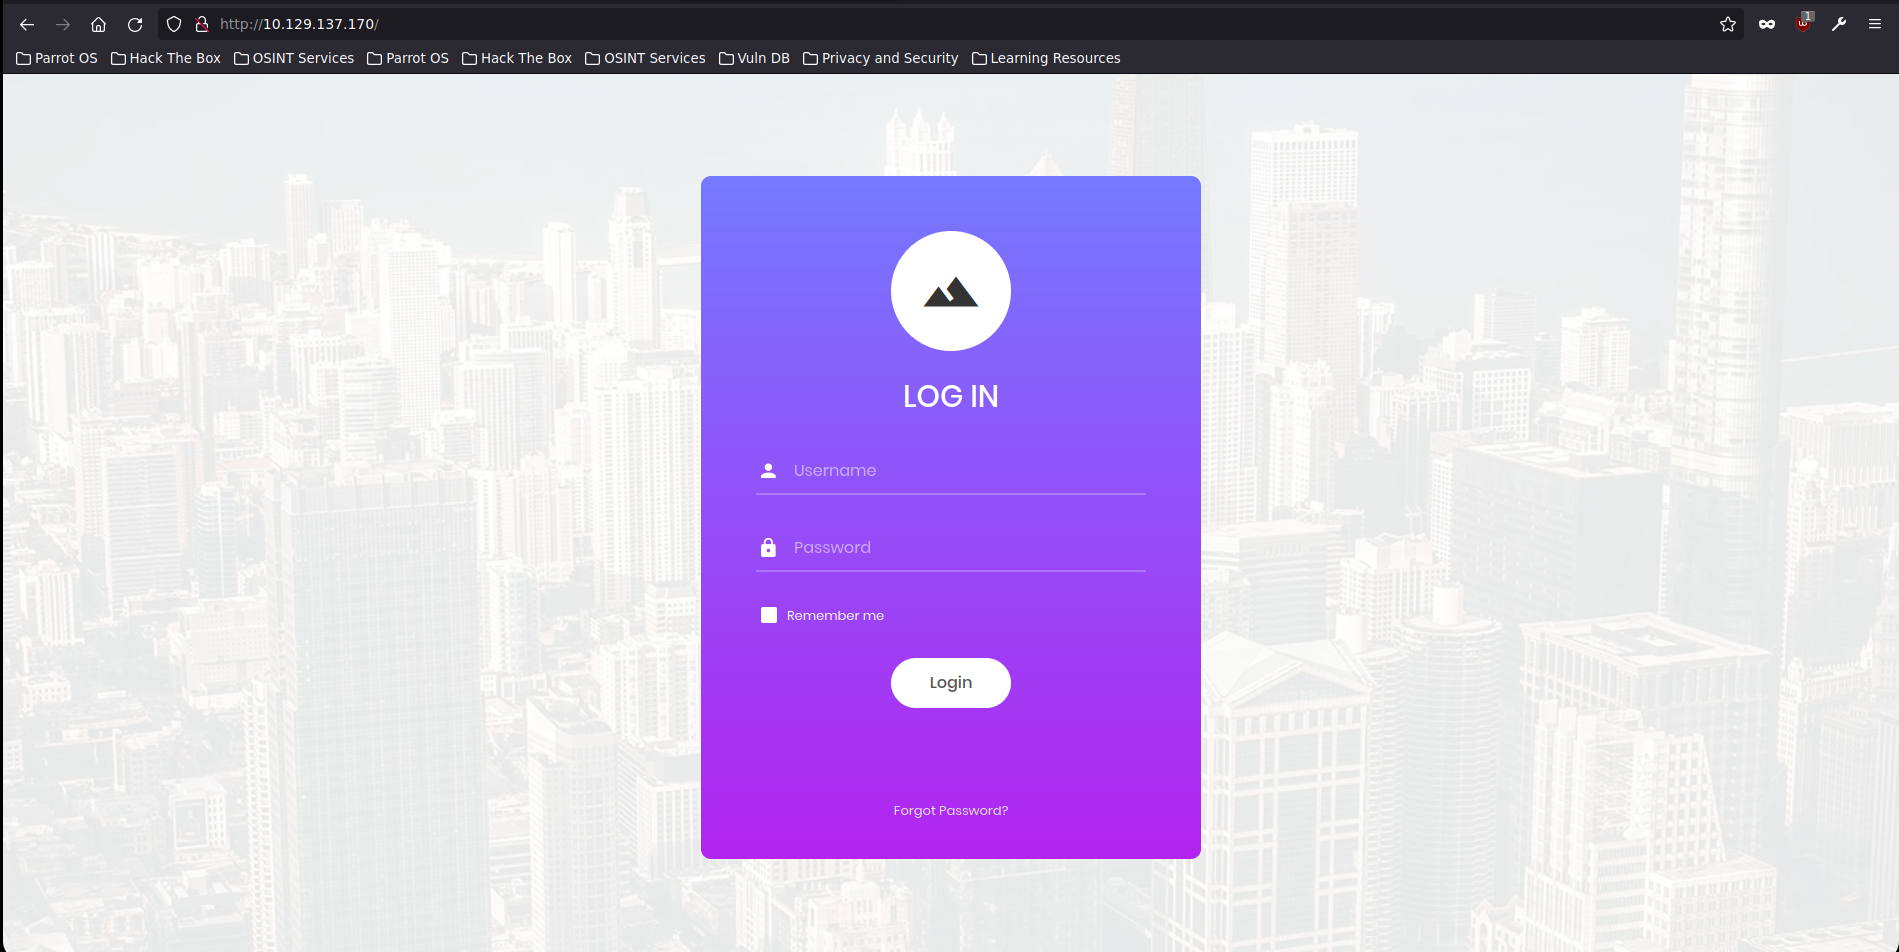 http://10.129.137.170/
1
Parrot OS Hack The Box OSINT Services Parrot OS Hack The Box OSINT Services Vuln DB Privacy and Security Learning Resources
LOG IN
Username
Password
Remember me
Login
Forgot Password?